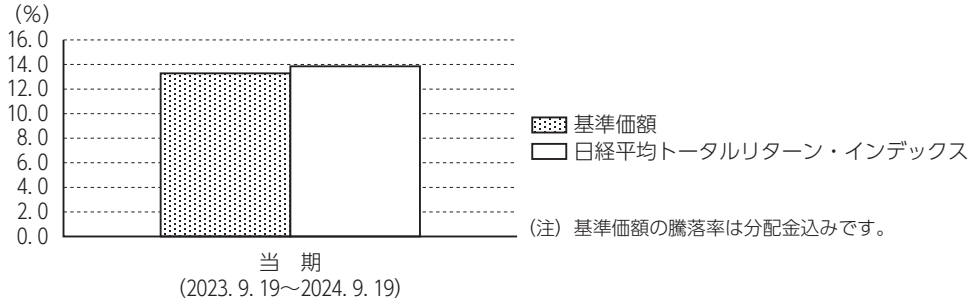 (%)
16.0
14.0
12.0
10.0
8.0
6.0
4.0
2.0
0.0
当 期
(2023.9.19～2024.9.19)
基準価額
日経平均トータルリターン・インデックス
(注) 基準価額の騰落率は分配金込みです。